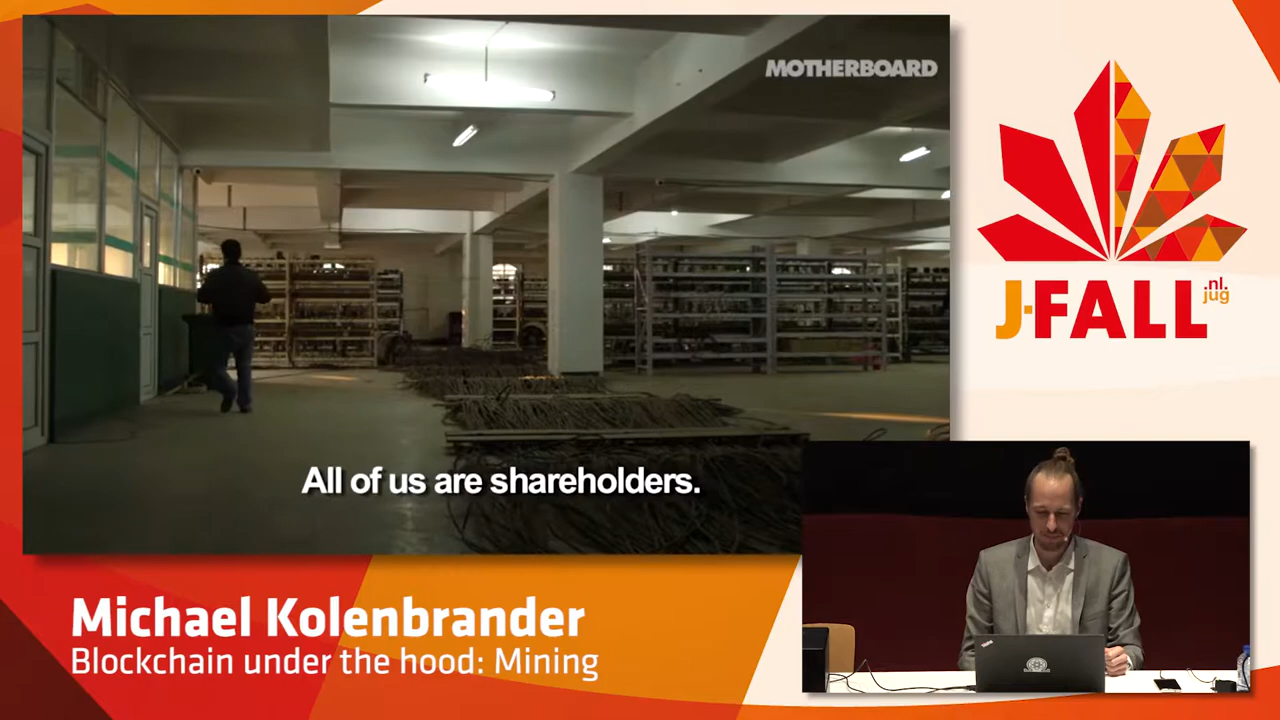 MOTHERBOARD
All of us are shareholders.
J-FALL
.nl.
jug
Michael Kolenbrander
Blockchain under the hood: Mining